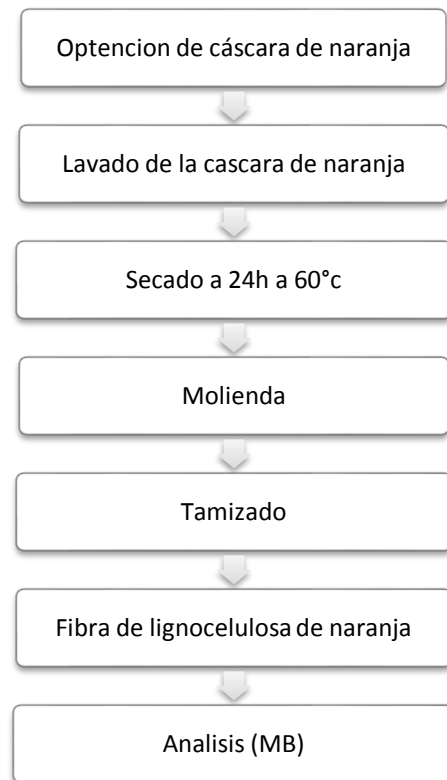 Optencion de cáscara de naranja
Lavado de la cascara de naranja
Secado a 24h a 60°c
Molienda
Tamizado
Fibra de lignocelulosa de naranja
Analisis (MB)